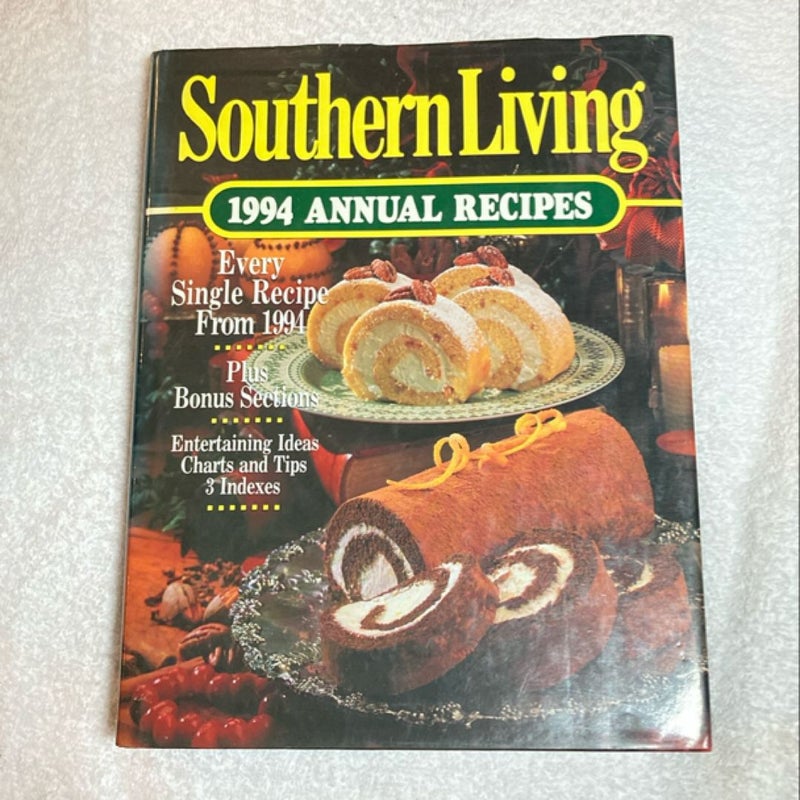 Southern Living
1994 ANNUAL RECIPES
Every
Single Recipe
From 1994
Plus
Bonus Sections
Entertaining Ideas
Charts and Tips
3 Indexes